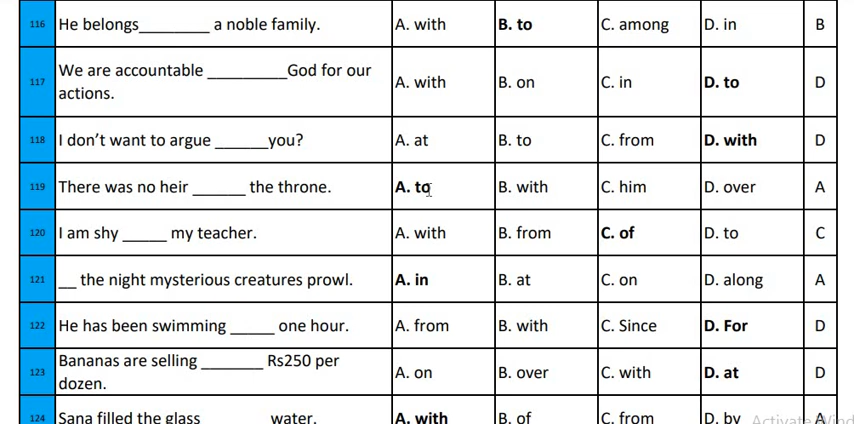 116 He belongs________ a noble family. A. with B. to C. among D. in B
We are accountable _________God for our
117 A. with B. on C. in D. to D
actions.
118 I don’t want to argue ______you? A. at B. to C. from D. with D
119 There was no heir ______ the throne. A. to B. with C. him D. over A
120 I am shy _____ my teacher. A. with B. from C. of D. to C
121 __ the night mysterious creatures prowl. A. in B. at C. on D. along A
122 He has been swimming _____ one hour. A. from B. with C. Since D. For D
Bananas are selling _______ Rs250 per
123 A. on B. over C. with D. at D
dozen.
124 Sana filled the glass ________ water. A. with B. of C. from D. by A
Activate Wind